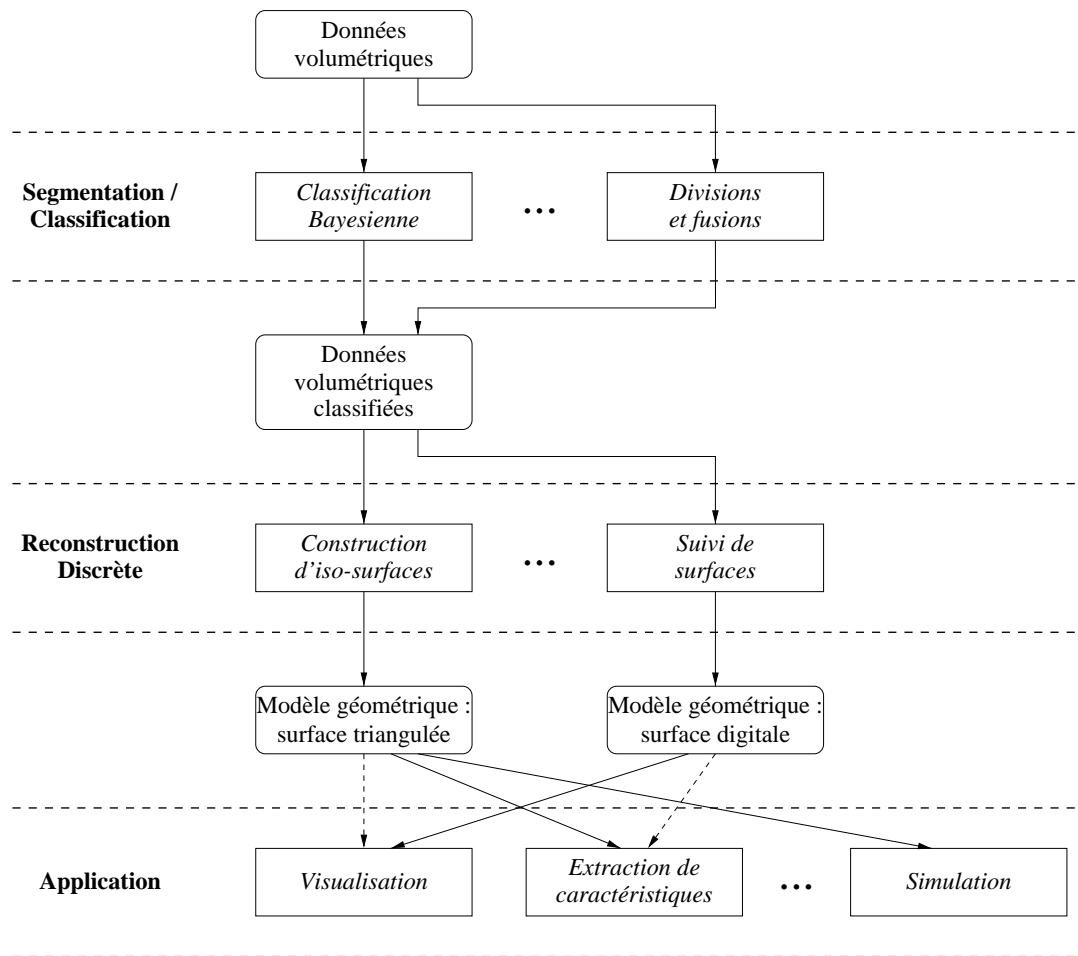 Données
volumétriques
Segmentation /
Classification
Classification
Bayesienne
...
Divisions
et fusions
Données
volumétriques
classifiées
Reconstruction
Discrète
Construction
d'iso-surfaces
...
Suivi de
surfaces
Modèle géométrique :
surface triangulée
Modèle géométrique :
surface digitale
Application
Visualisation
Extraction de
caractéristiques
...
Simulation